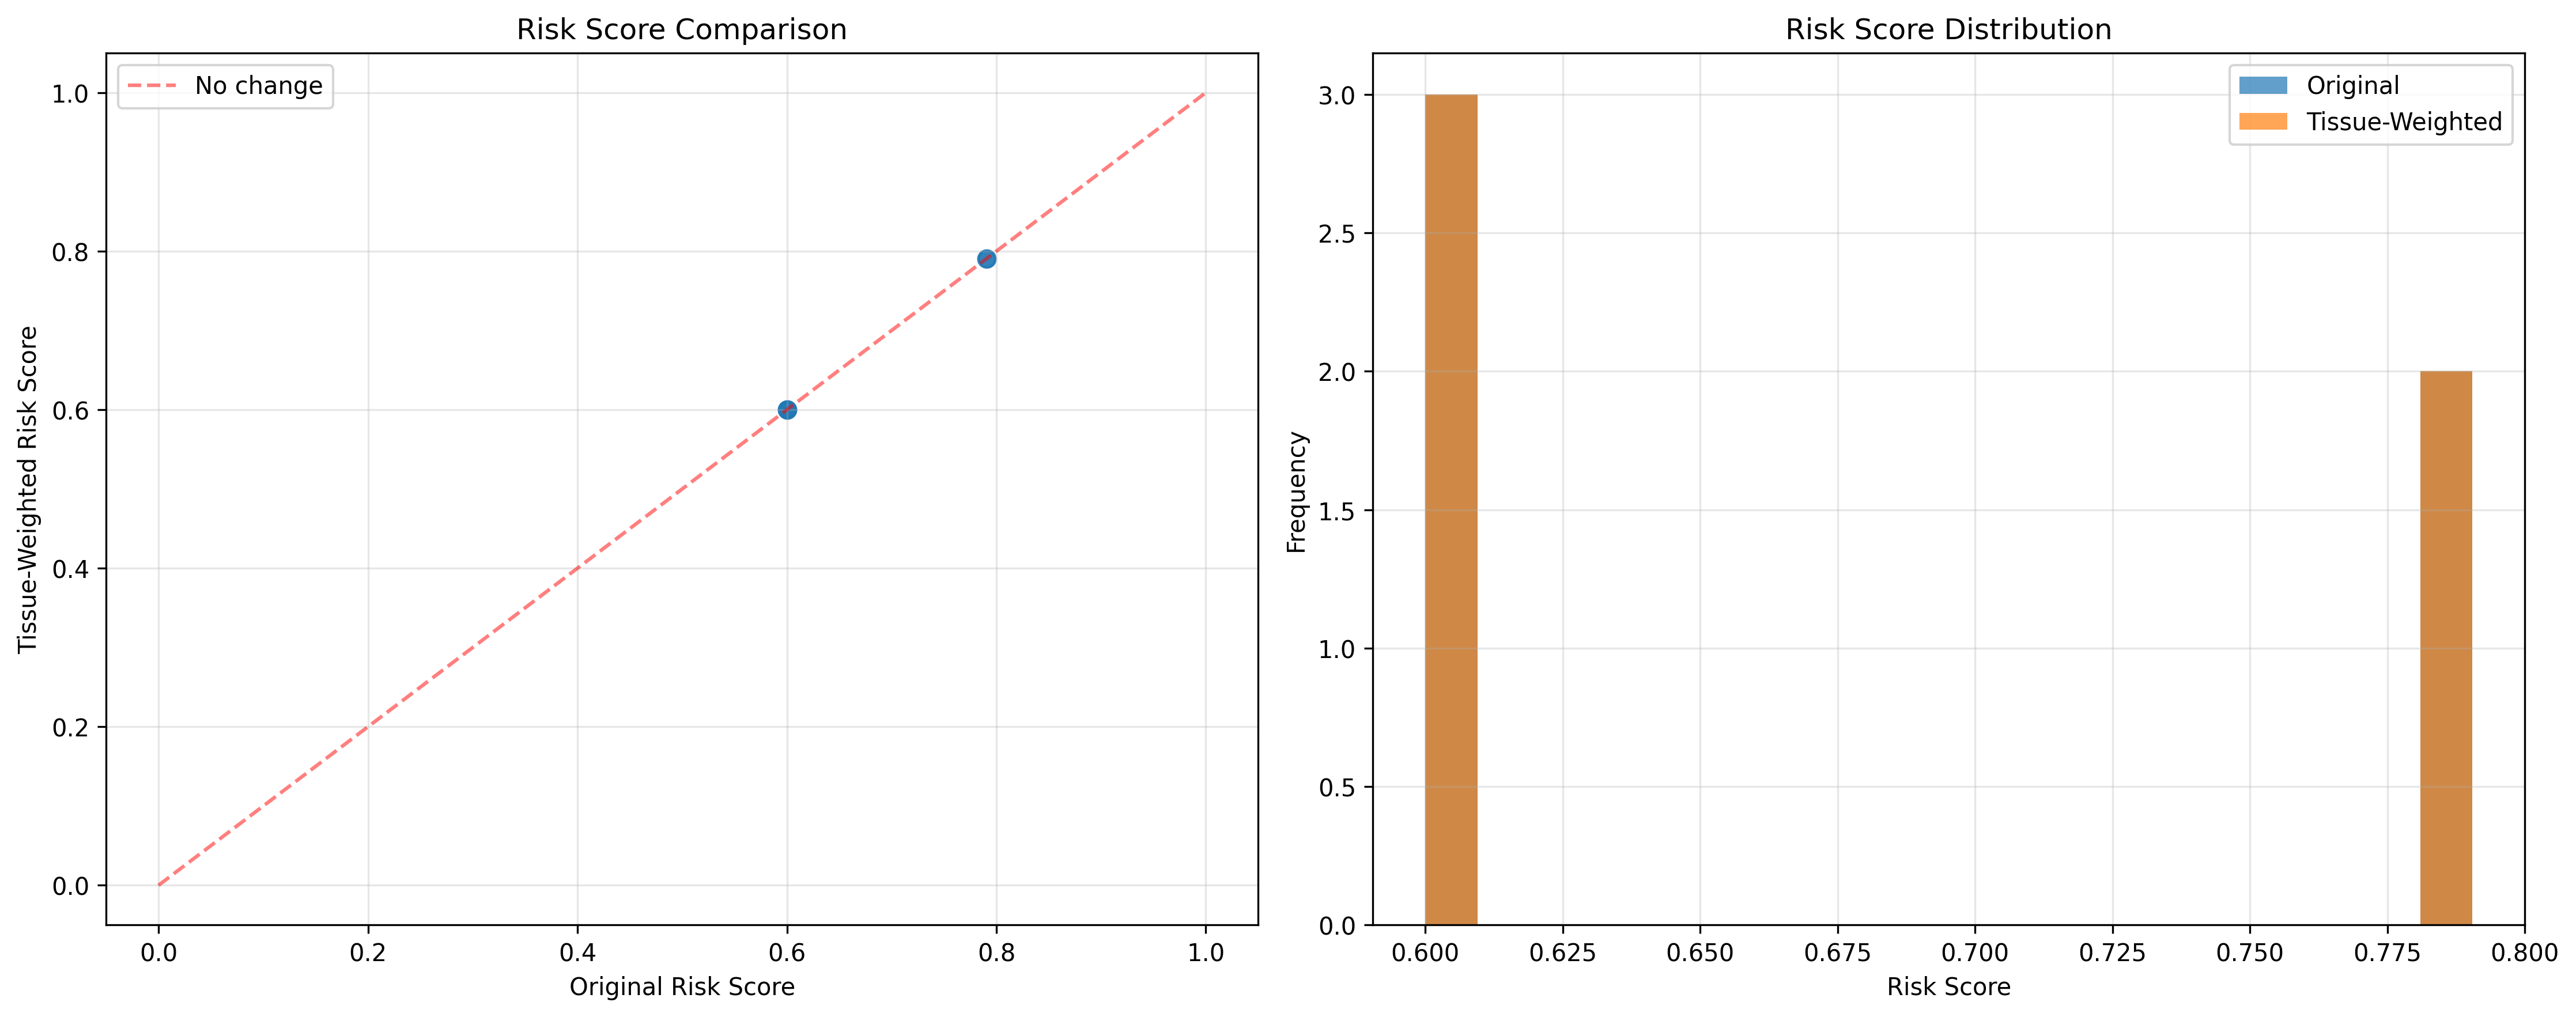 Risk Score Comparison
No change
1.0
0.8
0.6
0.4
0.2
0.0
Tissue-Weighted Risk Score
0.0 0.2 0.4 0.6 0.8 1.0
Original Risk Score
Risk Score Distribution
Original
Tissue-Weighted
3.0
2.5
2.0
1.5
1.0
0.5
0.0
Frequency
0.600 0.625 0.650 0.675 0.700 0.725 0.750 0.775 0.800
Risk Score